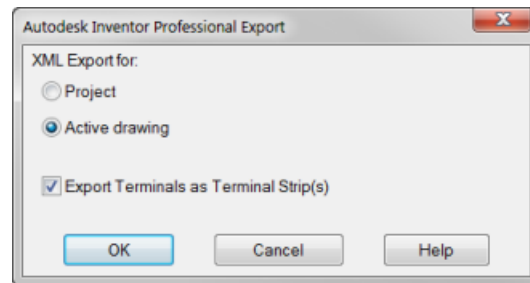 Autodesk Inventor Professional Export
XML Export for:
Project
Active drawing
Export Terminals as Terminal Strip(s)
OK Cancel Help